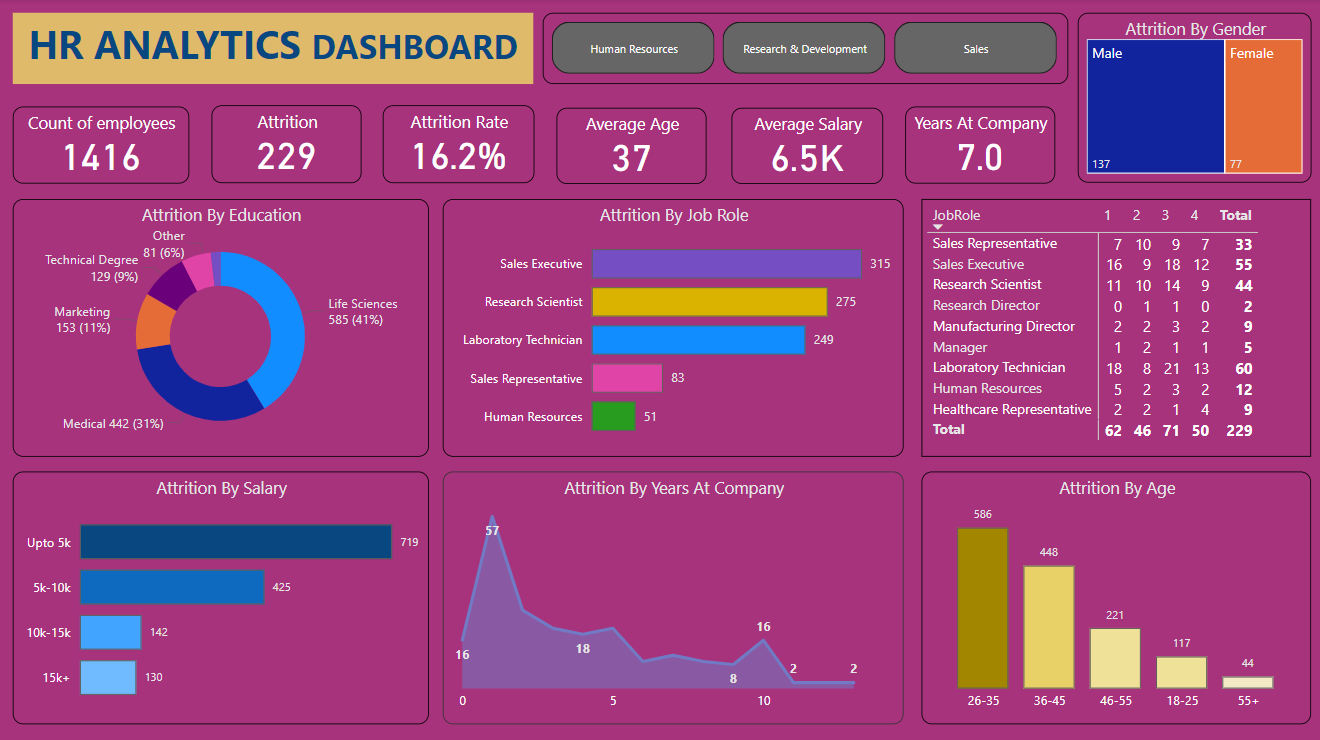 HR ANALYTICS DASHBOARD
Human Resources
Research & Development
Sales
Attrition By Gender
Male
Female
137
77
Count of employees
1416
Attrition
229
Attrition Rate
16.2%
Average Age
37
Average Salary
6.5K
Years At Company
7.0
Attrition By Education
Other
81 (6%)
Technical Degree
129 (9%)
Marketing
153 (11%)
Life Sciences
585 (41%)
Medical 442 (31%)
Attrition By Job Role
Sales Executive 315
Research Scientist 275
Laboratory Technician 249
Sales Representative 83
Human Resources 51
JobRole 1 2 3 4 Total
Sales Representative 7 10 9 7 33
Sales Executive 16 9 18 12 55
Research Scientist 11 10 14 9 44
Research Director 0 1 1 0 2
Manufacturing Director 2 2 3 2 9
Manager 1 2 1 1 5
Laboratory Technician 18 8 21 13 60
Human Resources 5 2 3 2 12
Healthcare Representative 2 2 1 4 9
Total 62 46 71 50 229
Attrition By Salary
Upto 5k 719
5k-10k 425
10k-15k 142
15k+ 130
Attrition By Years At Company
57
16
18
8
16
2
2
0 5 10
Attrition By Age
586
448
221
117
44
26-35 36-45 46-55 18-25 55+